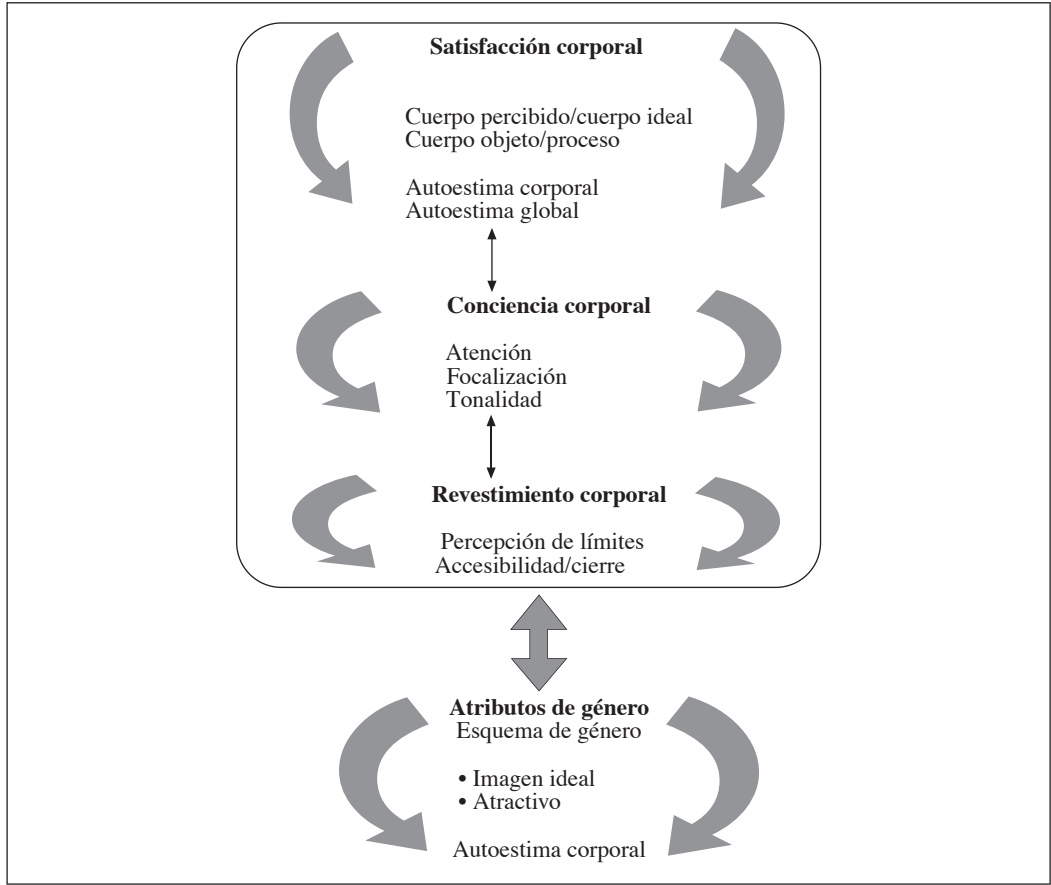 Satisfacción corporal
Cuerpo percibido/cuerpo ideal
Cuerpo objeto/proceso
Autoestima corporal
Autoestima global
Conciencia corporal
Atención
Focalización
Tonalidad
Revestimiento corporal
Percepción de límites
Accesibilidad/cierre
Atributos de género
Esquema de género
• Imagen ideal
• Atractivo
Autoestima corporal